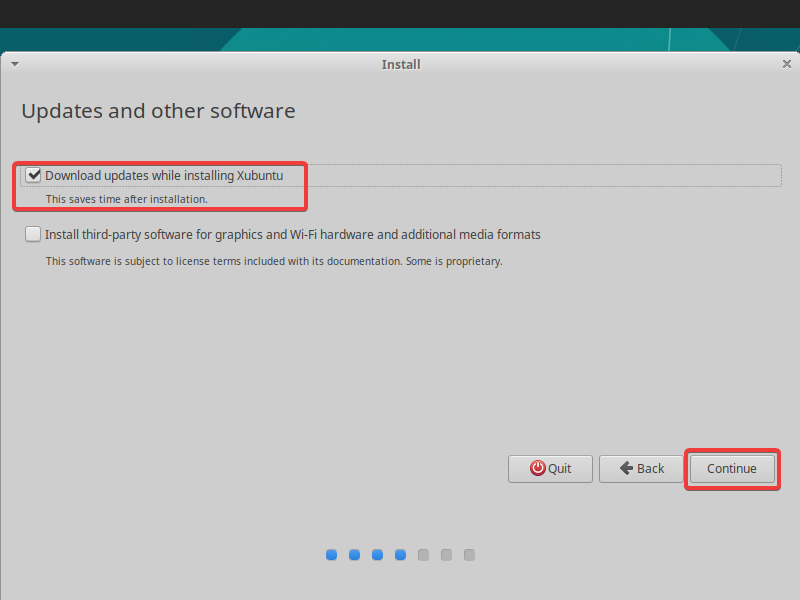 Install
Updates and other software
Download updates while installing Xubuntu
This saves time after installation.
Install third-party software for graphics and Wi-Fi hardware and additional media formats
This software is subject to license terms included with its documentation. Some is proprietary.
Quit Back Continue